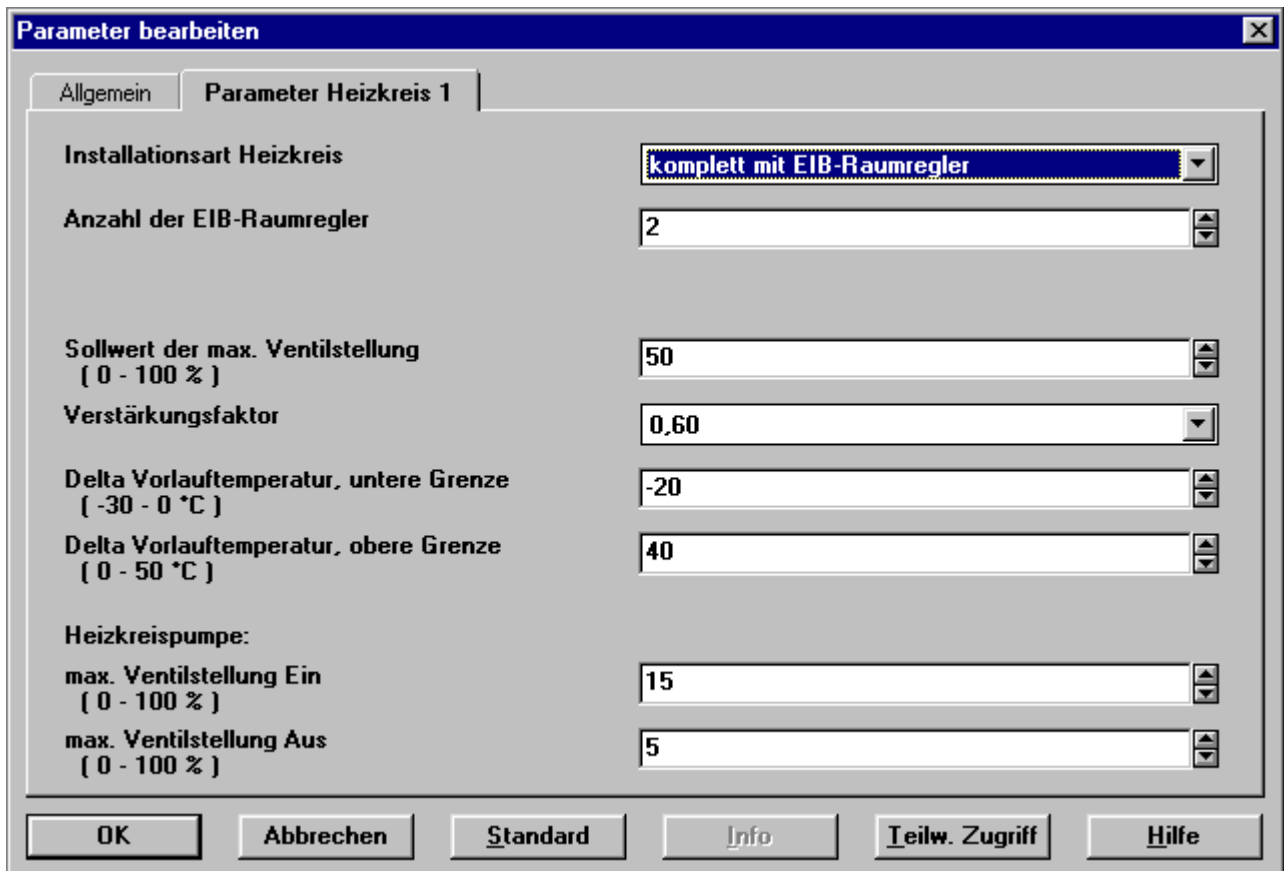 Parameter bearbeiten
Allgemein
Parameter Heizkreis 1
Installationsart Heizkreis
komplett mit EIB-Raumregler
Anzahl der EIB-Raumregler
2
Sollwert der max. Ventilstellung
( 0 - 100 % )
50
Verstärkungsfaktor
0,60
Delta Vorlauftemperatur, untere Grenze
( -30 - 0 °C )
-20
Delta Vorlauftemperatur, obere Grenze
( 0 - 50 °C )
40
Heizkreispumpe:
max. Ventilstellung Ein
( 0 - 100 % )
15
max. Ventilstellung Aus
( 0 - 100 % )
5
OK
Abbrechen
Standard
Info
Teilw. Zugriff
Hilfe